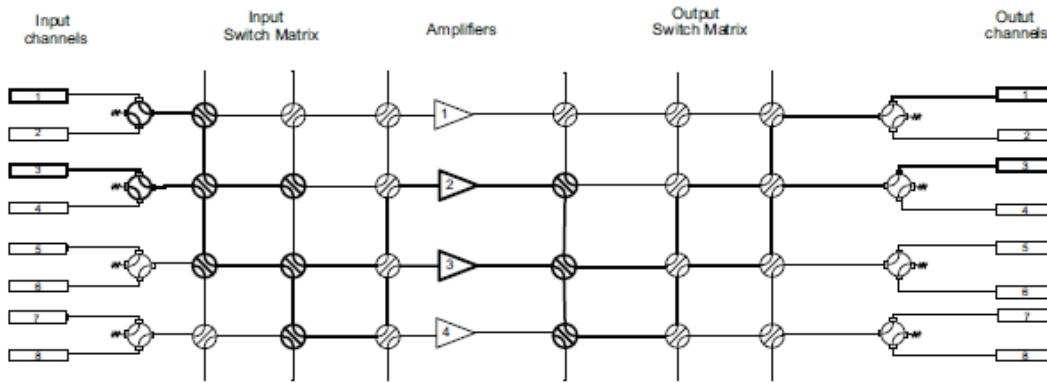 Input
channels
Input
Switch Matrix
Amplifiers
Output
Switch Matrix
Outut
channels
1
2
3
4
5
6
7
8
1
2
3
4
1
2
3
4
5
6
7
8